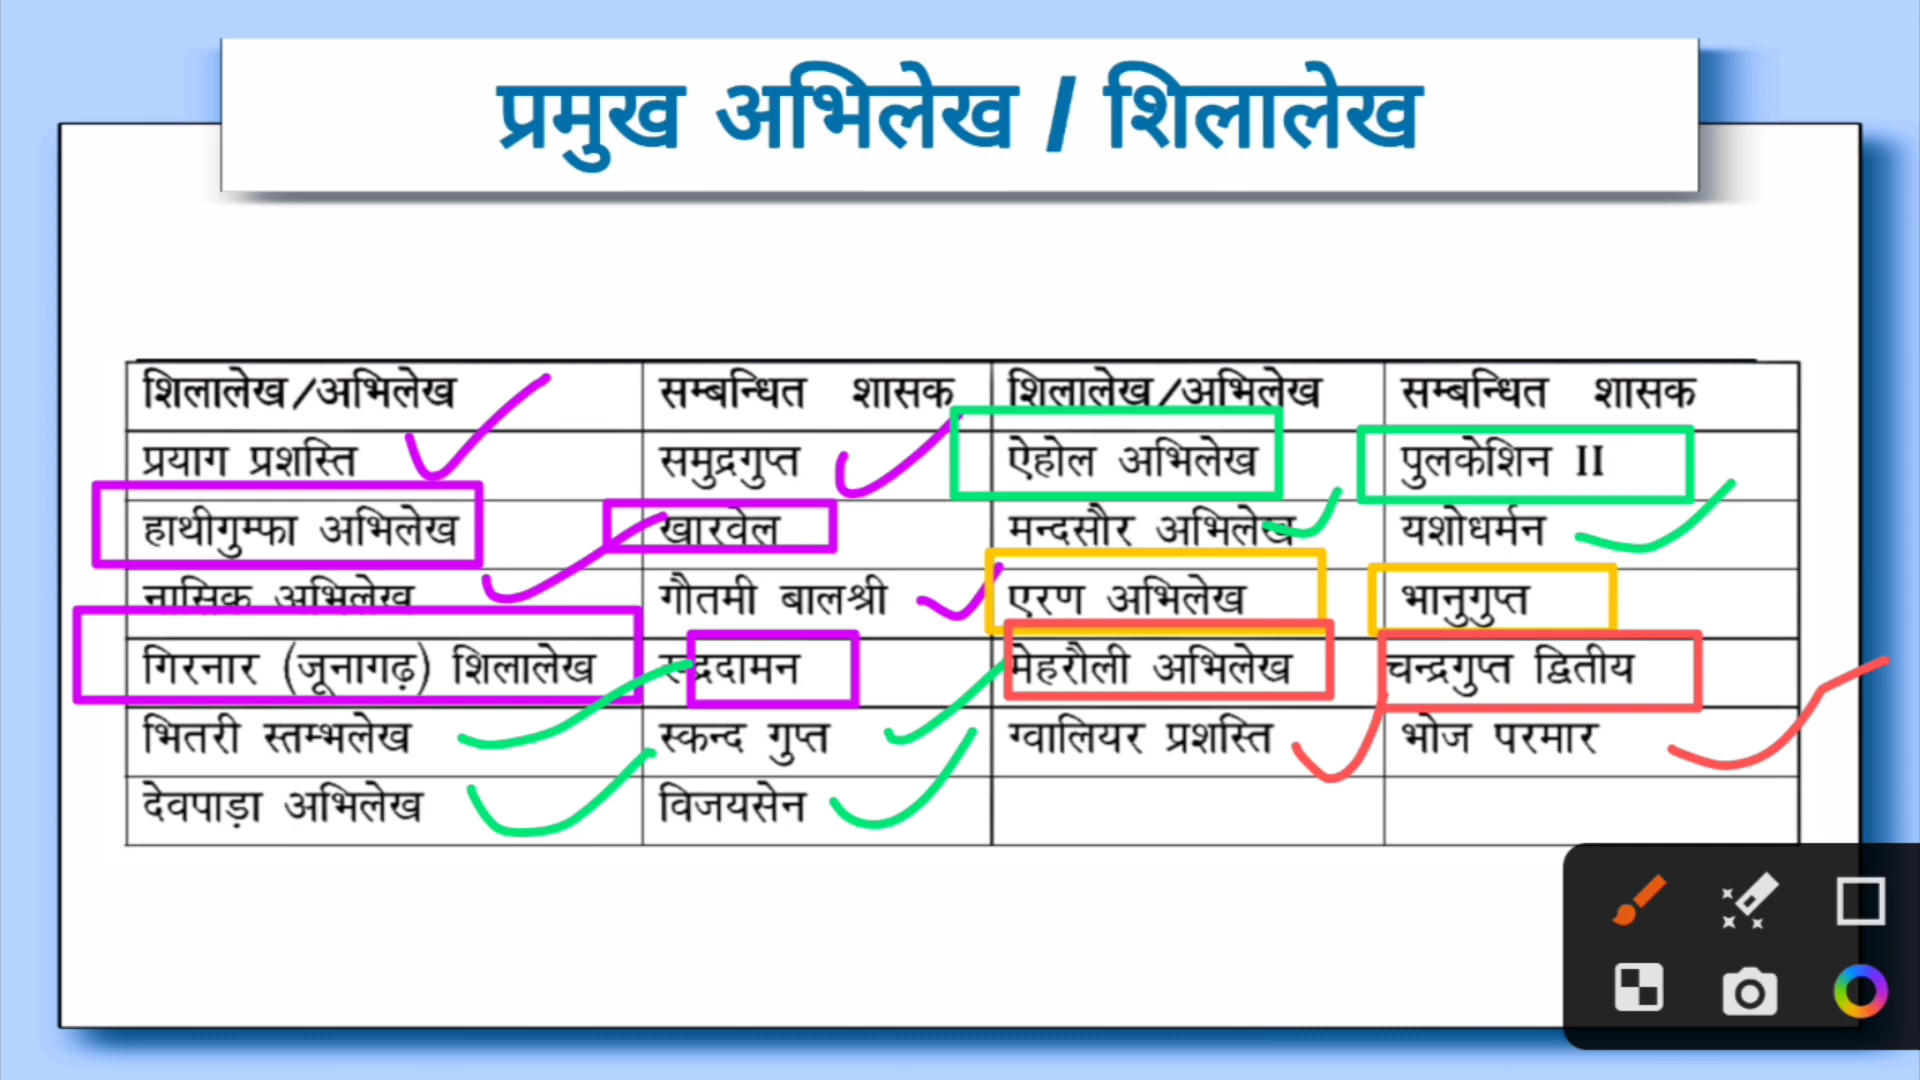 प्रमुख अभिलेख / शिलालेख
शिलालेख/अभिलेख सम्बन्धित शासक शिलालेख/अभिलेख सम्बन्धित शासक
प्रयाग प्रशस्ति समुद्रगुप्त ऐहोल अभिलेख पुलकेशिन II
हाथीगुम्फा अभिलेख खारवेल मन्दसौर अभिलेख यशोधर्मन
नासिक अभिलेख गौतमी बालश्री एरण अभिलेख भानुगुप्त
गिरनार (जूनागढ़) शिलालेख रुद्रदामन मेहरौली अभिलेख चन्द्रगुप्त द्वितीय
भितरी स्तम्भलेख स्कन्द गुप्त ग्वालियर प्रशस्ति भोज परमार
देवपाड़ा अभिलेख विजयसेन